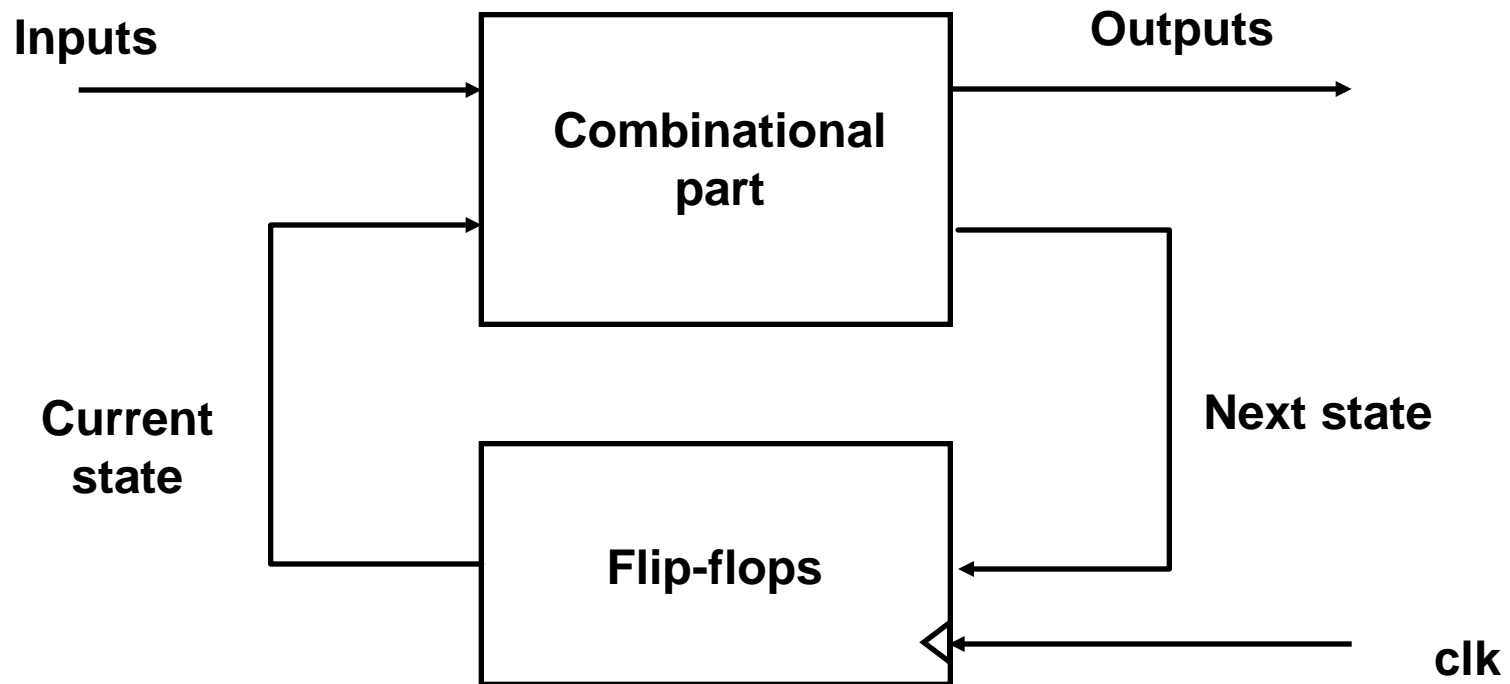 Inputs
Outputs
Combinational
part
Current
state
Next state
Flip-flops
clk